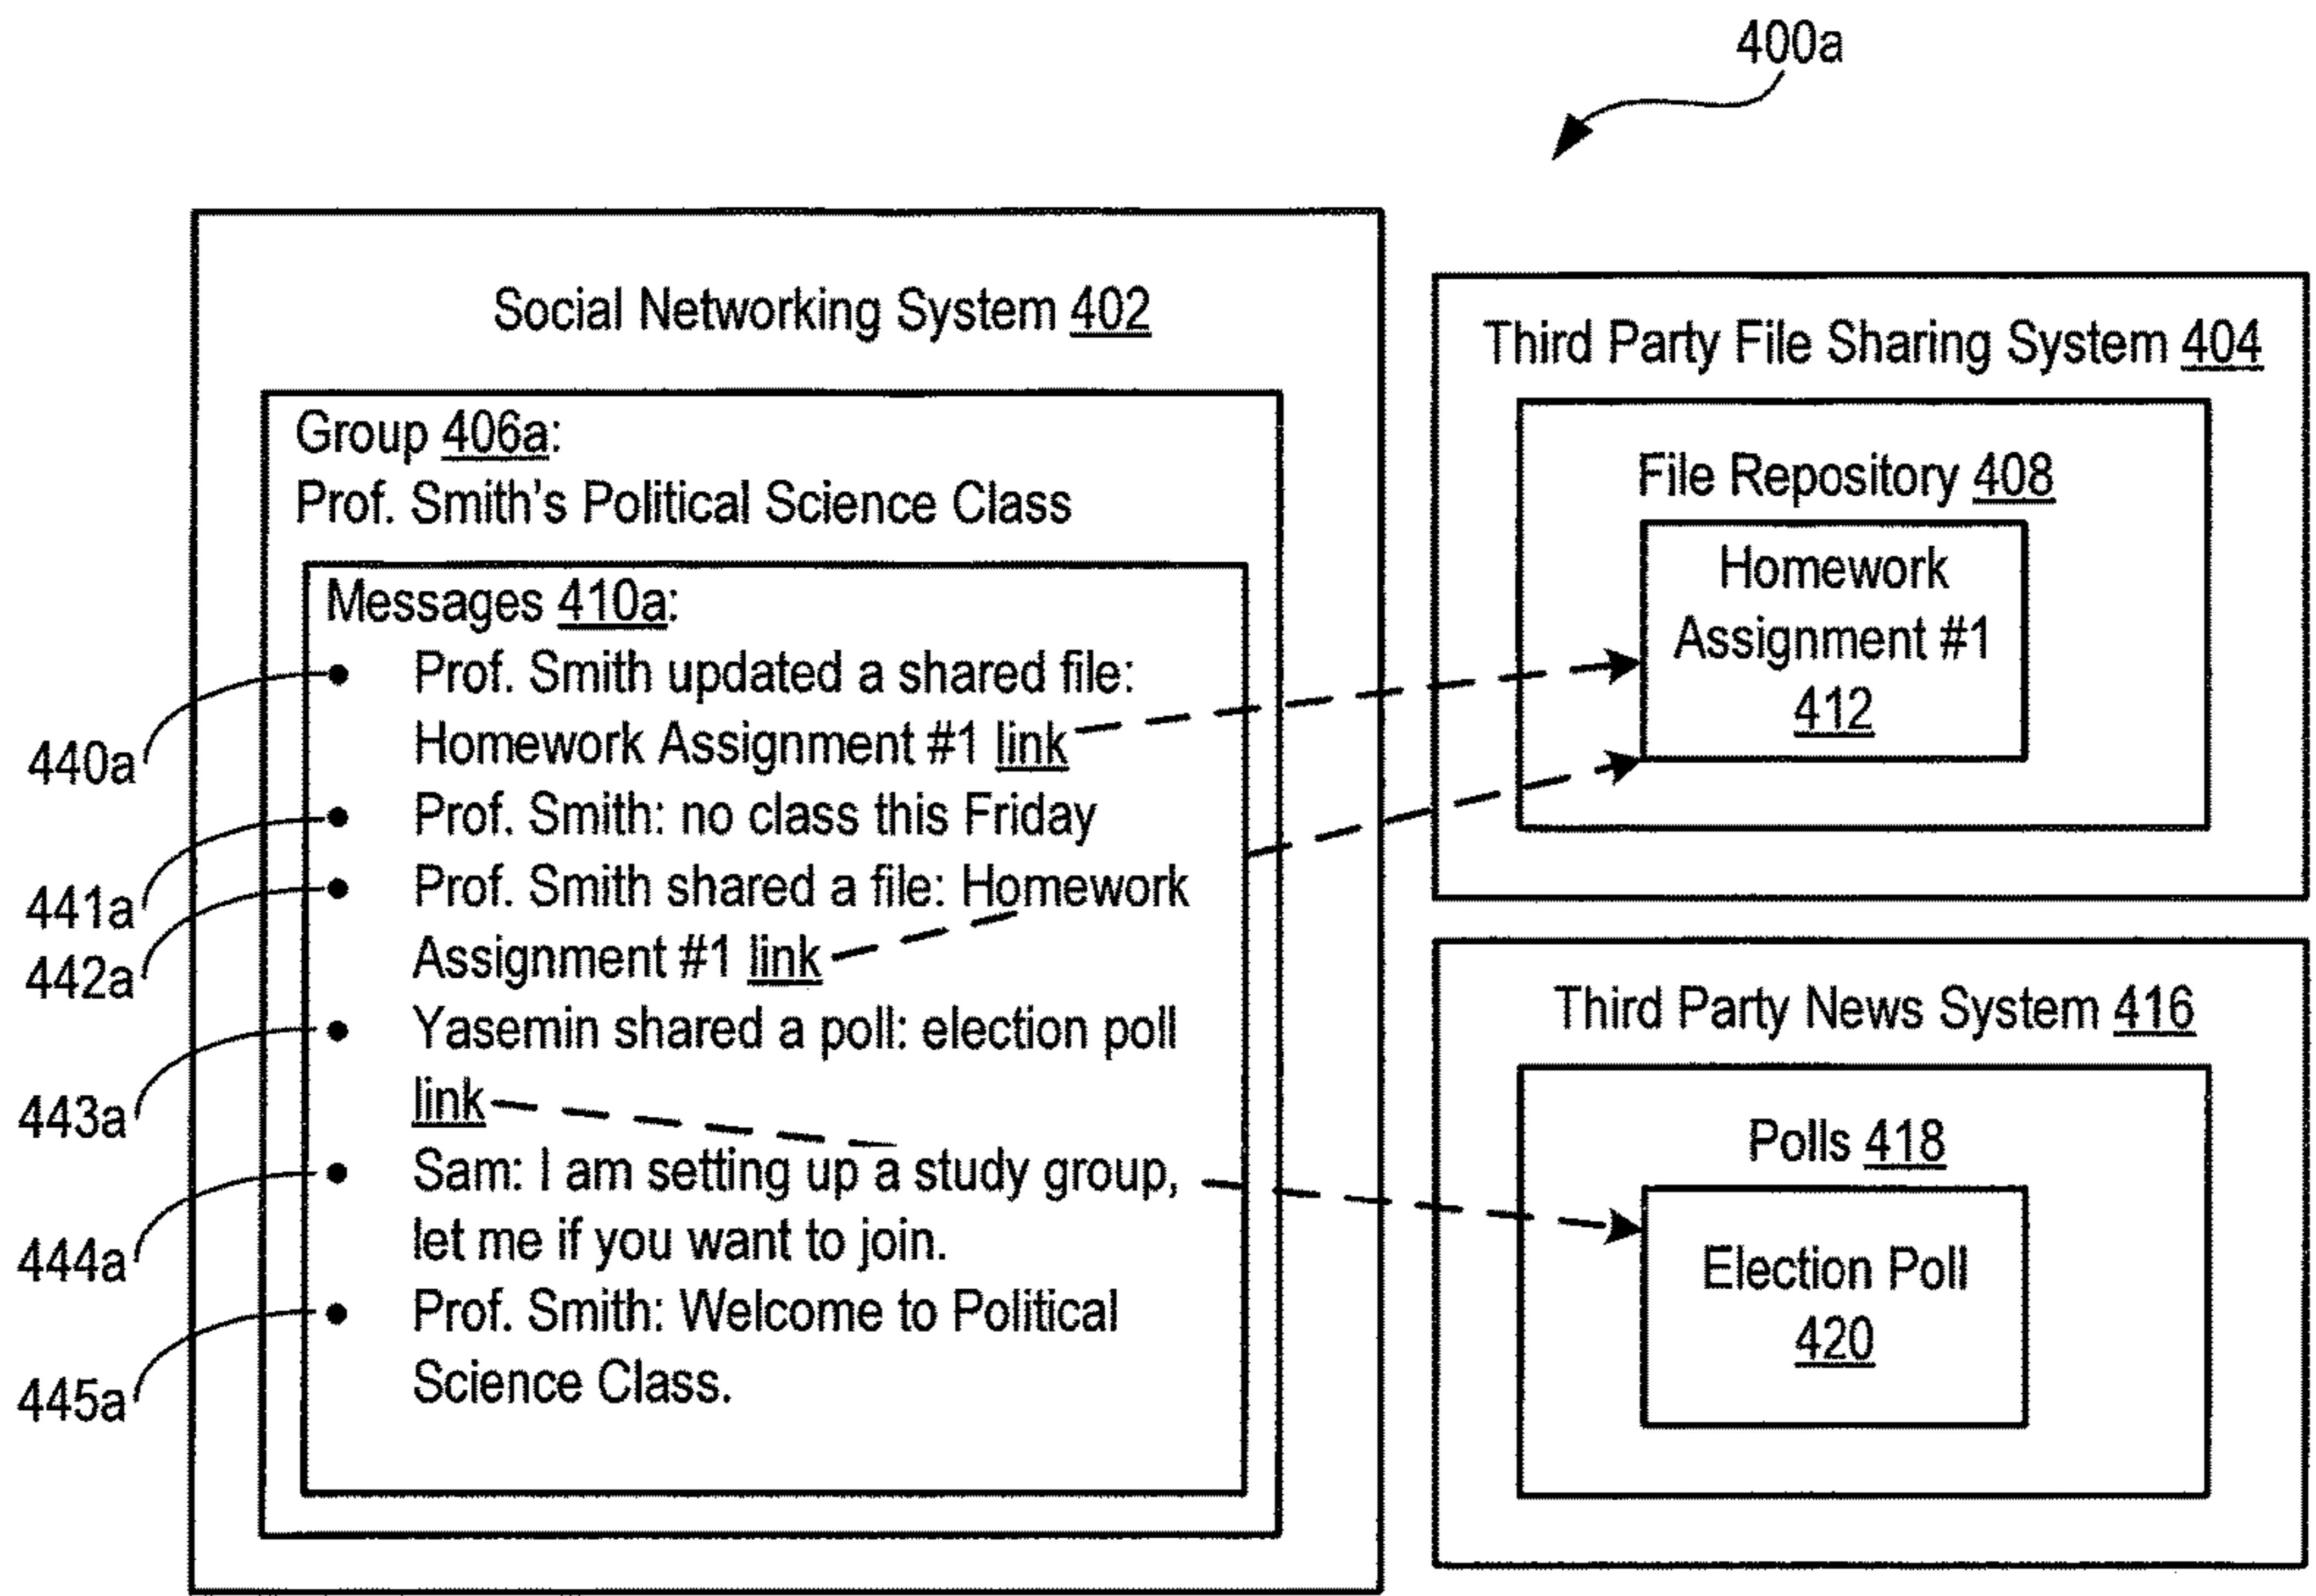 400a
Social Networking System 402
Group 406a:
Prof. Smith's Political Science Class
Messages 410a:
• Prof. Smith updated a shared file:
Homework Assignment #1 link
• Prof. Smith: no class this Friday
• Prof. Smith shared a file: Homework
Assignment #1 link
• Yasemin shared a poll: election poll
link
• Sam: I am setting up a study group,
let me if you want to join.
• Prof. Smith: Welcome to Political
Science Class.
440a
441a
442a
443a
444a
445a
Third Party File Sharing System 404
File Repository 408
Homework
Assignment #1
412
Third Party News System 416
Polls 418
Election Poll
420